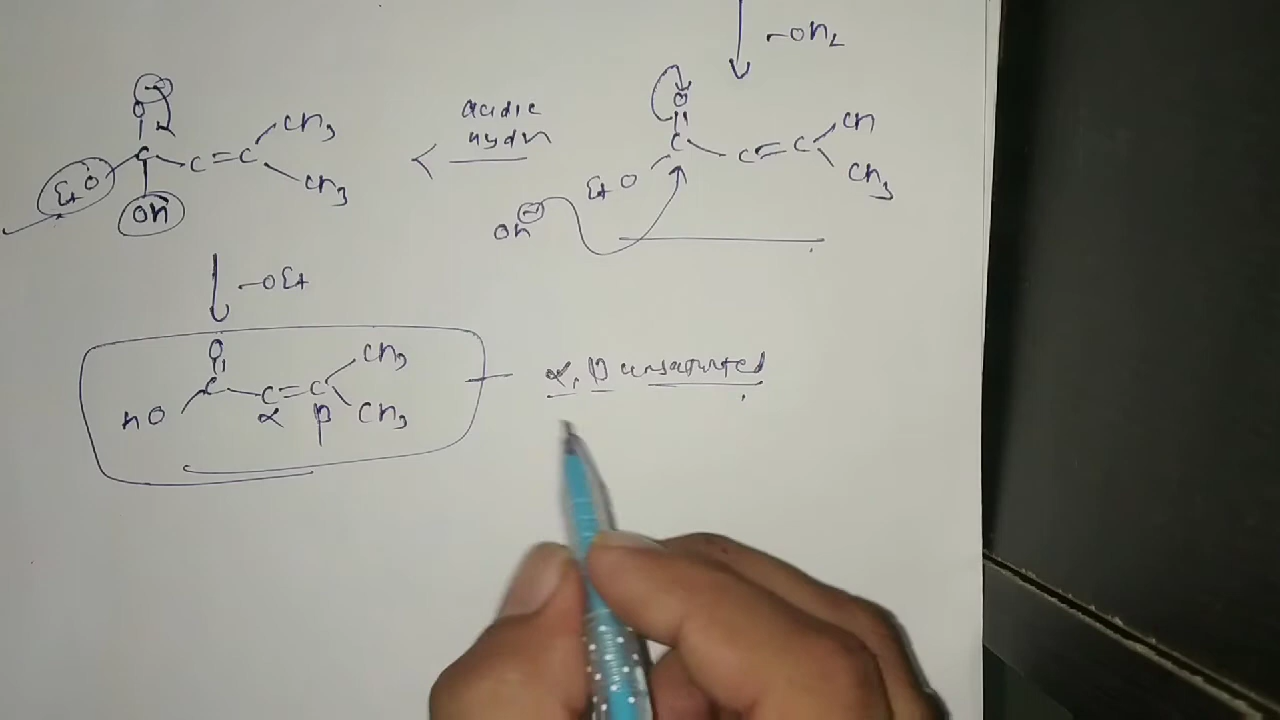 -OH₂
O⊖
EtO C C=C CH₃
CH₃
OH
acidic
hydn
O
C C=C CH
CH₃
EtO
OH⊖
-OEt
O
HO C C=C CH₃
CH₃
α β
α, β unsaturated